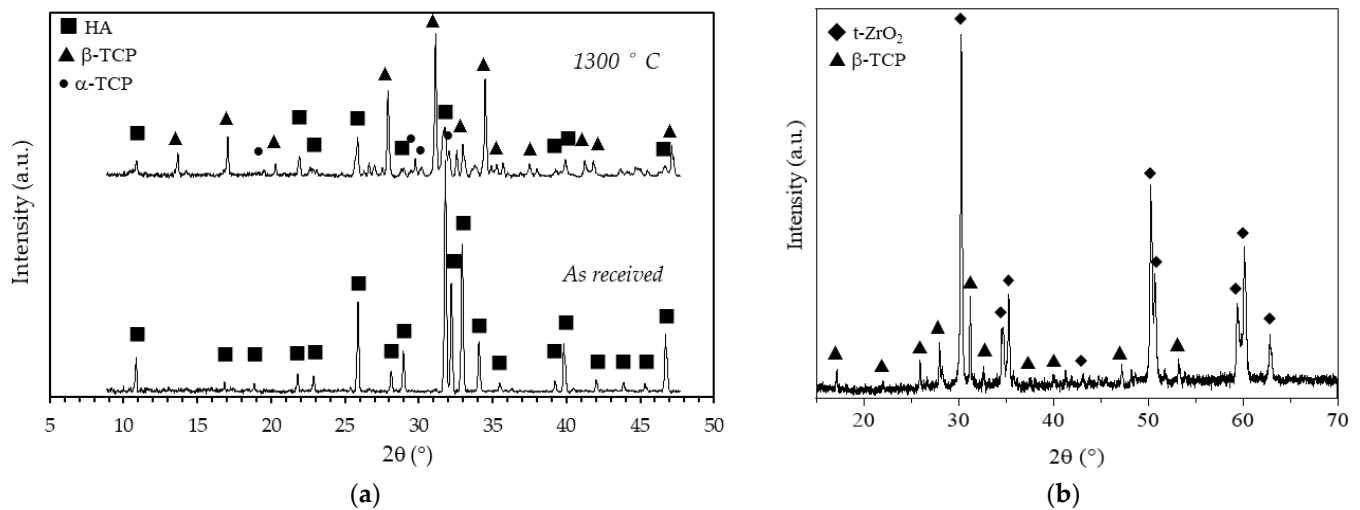 ■ HA
▲ β-TCP
● α-TCP
1300 ° C
As received
Intensity (a.u.)
5 10 15 20 25 30 35 40 45 50
2θ (°)
(a)
◆ t-ZrO₂
▲ β-TCP
Intensity (a.u.)
20 30 40 50 60 70
2θ (°)
(b)